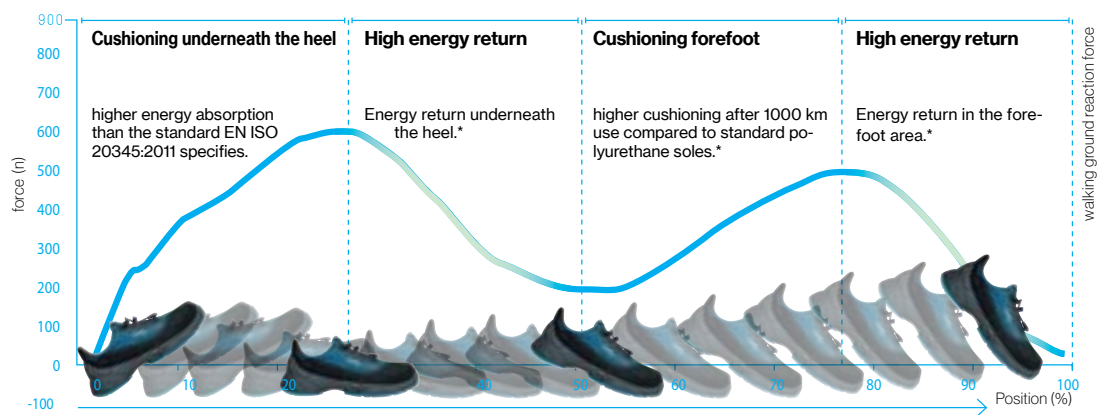 900
800
700
600
500
400
300
200
100
0
-100
force (n)
Cushioning underneath the heel
higher energy absorption
than the standard EN ISO
20345:2011 specifies.
High energy return
Energy return underneath
the heel.*
Cushioning forefoot
higher cushioning after 1000 km
use compared to standard po-
lyurethane soles.*
High energy return
Energy return in the fore-
foot area.*
walking ground reaction force
0 10 20 40 50 60 70 80 90 100
Position (%)